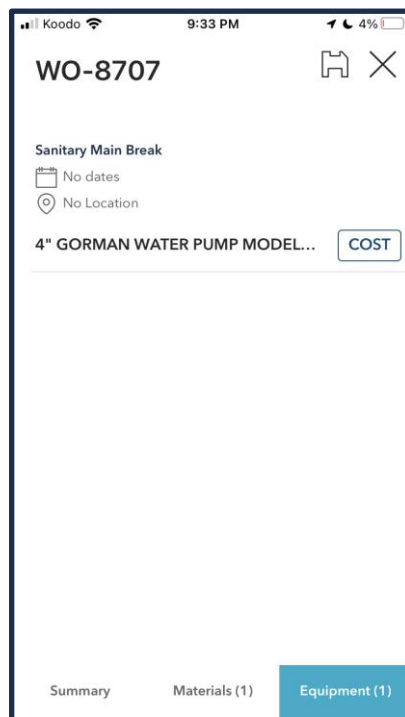 Koodo 9:33 PM 4%
WO-8707
Sanitary Main Break
No dates
No Location
4" GORMAN WATER PUMP MODEL... COST
Summary Materials (1) Equipment (1)